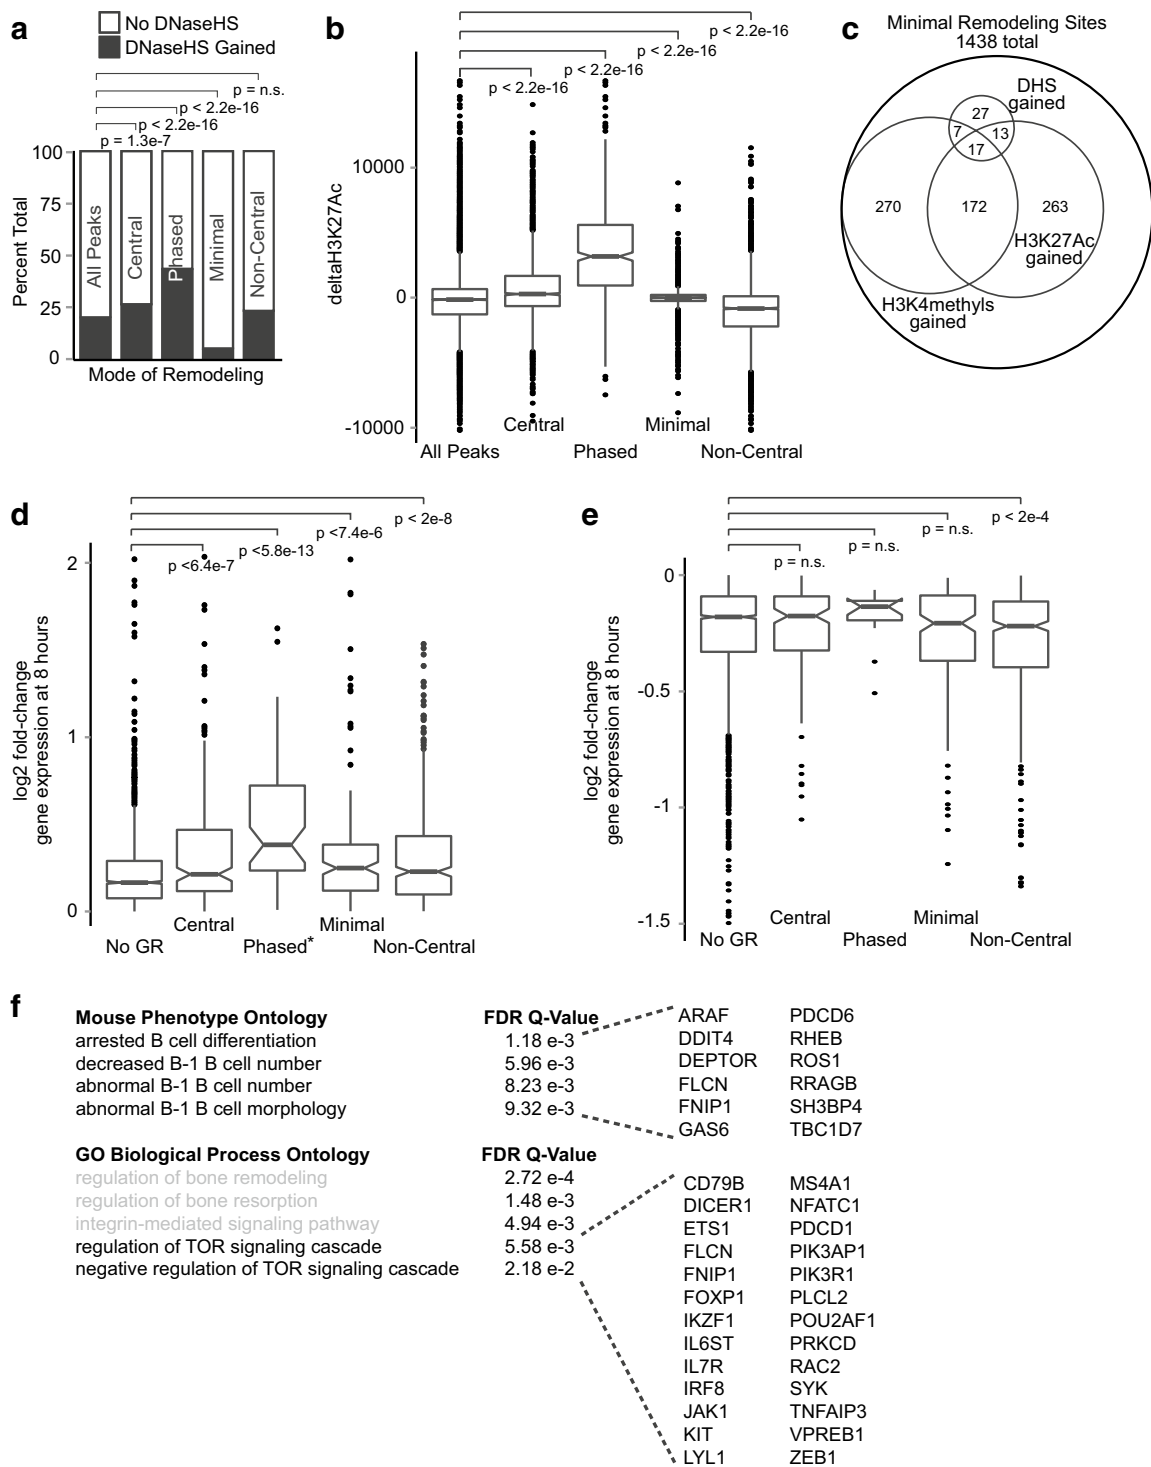 a
No DNaseHS
DNaseHS Gained
p = n.s.
p < 2.2e-16
p < 2.2e-16
p = 1.3e-7
100
75
50
25
0
Percent Total
All Peaks
Central
Phased
Minimal
Non-Central
Mode of Remodeling
b
p < 2.2e-16
p < 2.2e-16
p < 2.2e-16
p < 2.2e-16
deltaH3K27Ac
10000
0
-10000
Central
Minimal
All Peaks
Phased
Non-Central
c
Minimal Remodeling Sites
1438 total
DHS
gained
27
7
13
17
270
172
263
H3K27Ac
gained
H3K4methyls
gained
d
p < 2e-8
p <7.4e-6
p <5.8e-13
p <6.4e-7
log2 fold-change
gene expression at 8 hours
2
1
0
Central
Minimal
No GR
Phased*
Non-Central
e
p < 2e-4
p = n.s.
p = n.s.
p = n.s.
log2 fold-change
gene expression at 8 hours
0
-0.5
-1
-1.5
Central
Minimal
No GR
Phased
Non-Central
f
Mouse Phenotype Ontology FDR Q-Value
arrested B cell differentiation 1.18 e-3
decreased B-1 B cell number 5.96 e-3
abnormal B-1 B cell number 8.23 e-3
abnormal B-1 B cell morphology 9.32 e-3
ARAF PDCD6
DDIT4 RHEB
DEPTOR ROS1
FLCN RRAGB
FNIP1 SH3BP4
GAS6 TBC1D7
GO Biological Process Ontology FDR Q-Value
regulation of bone remodeling 2.72 e-4
regulation of bone resorption 1.48 e-3
integrin-mediated signaling pathway 4.94 e-3
regulation of TOR signaling cascade 5.58 e-3
negative regulation of TOR signaling cascade 2.18 e-2
CD79B MS4A1
DICER1 NFATC1
ETS1 PDCD1
FLCN PIK3AP1
FNIP1 PIK3R1
FOXP1 PLCL2
IKZF1 POU2AF1
IL6ST PRKCD
IL7R RAC2
IRF8 SYK
JAK1 TNFAIP3
KIT VPREB1
LYL1 ZEB1